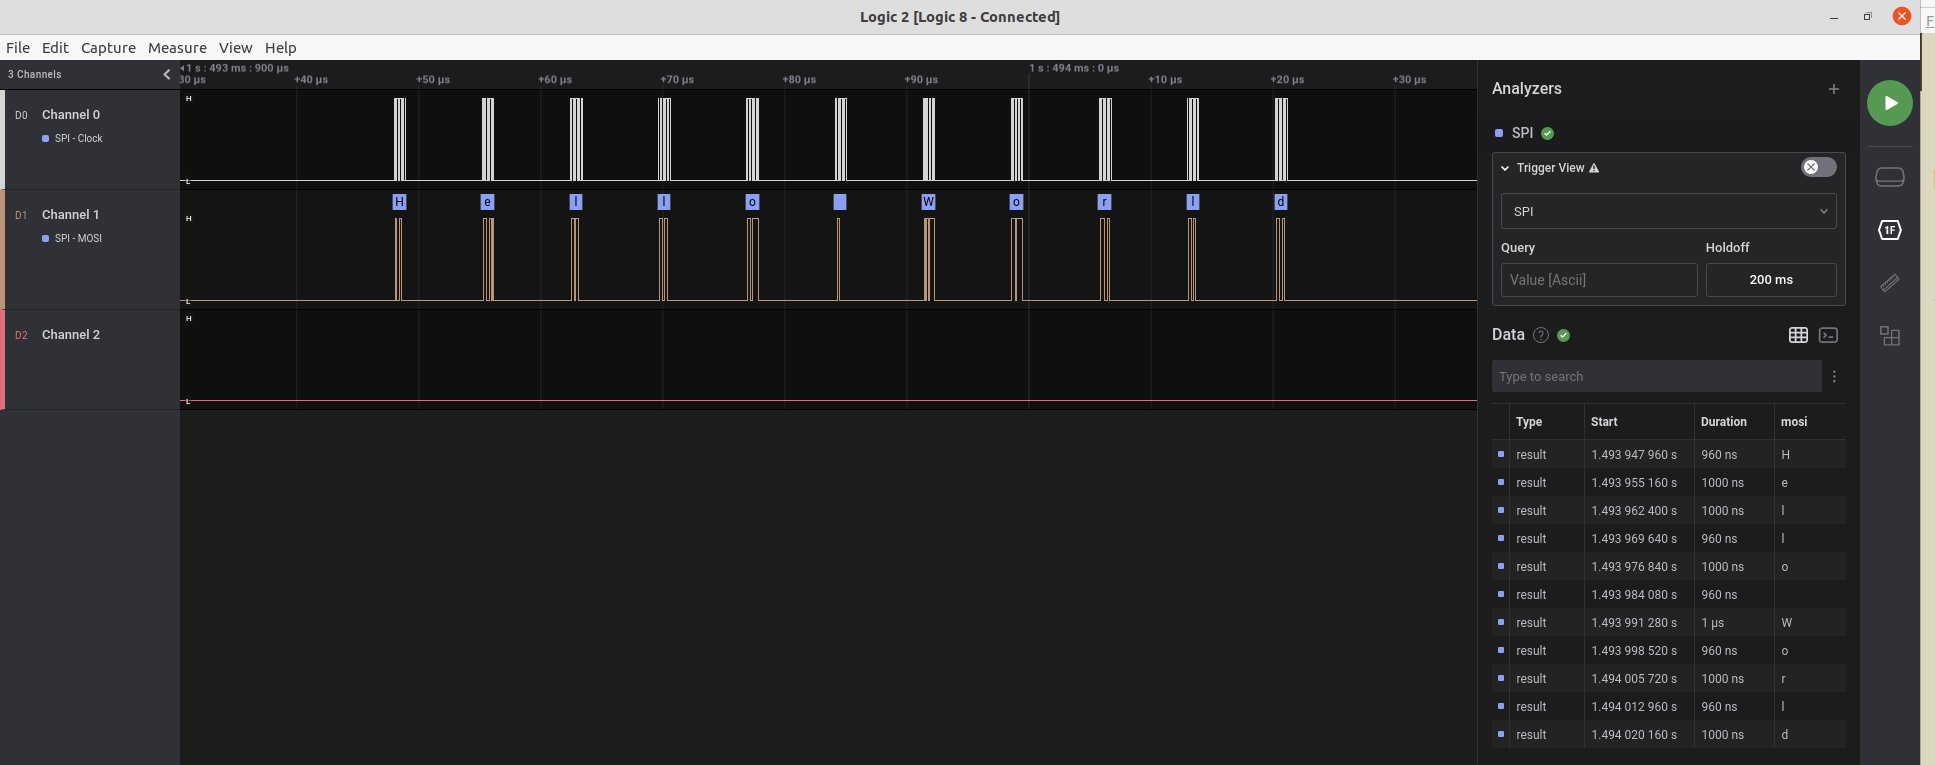 Logic 2 [Logic 8 - Connected]
File Edit Capture Measure View Help
3 Channels
1 s : 493 ms : 900 µs
1 s : 494 ms : 0 µs
30 µs +40 µs +50 µs +60 µs +70 µs +80 µs +90 µs +10 µs +20 µs +30 µs
D0 Channel 0
SPI - Clock
H
L
D1 Channel 1
SPI - MOSI
H e l l o W o r l d
H
L
D2 Channel 2
H
L
Analyzers
SPI
Trigger View
SPI
Query Holdoff
Value [Ascii] 200 ms
1F
Data ?
Type to search
Type Start Duration mosi
result 1.493 947 960 s 960 ns H
result 1.493 955 160 s 1000 ns e
result 1.493 962 400 s 1000 ns l
result 1.493 969 640 s 960 ns l
result 1.493 976 840 s 1000 ns o
result 1.493 984 080 s 960 ns
result 1.493 991 280 s 1 µs W
result 1.493 998 520 s 960 ns o
result 1.494 005 720 s 1000 ns r
result 1.494 012 960 s 960 ns l
result 1.494 020 160 s 1000 ns d